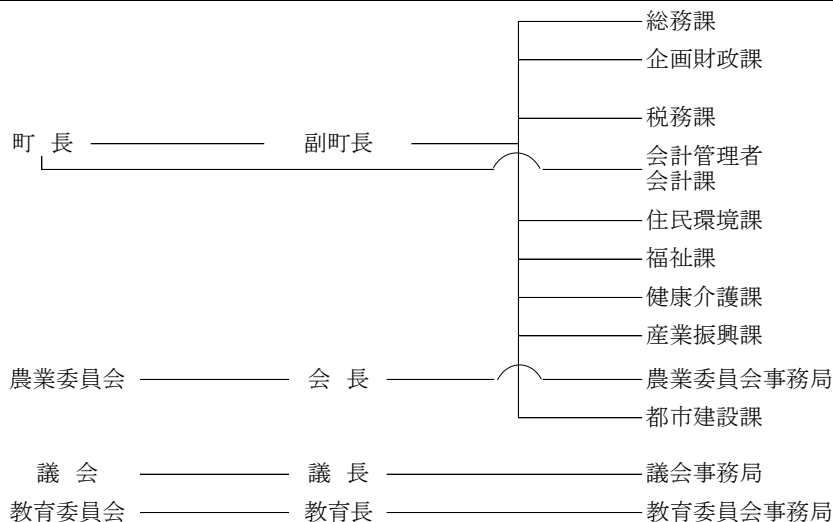 総務課
企画財政課
税務課
町 長 副町長
会計管理者
会計課
住民環境課
福祉課
健康介護課
産業振興課
農業委員会 会 長 農業委員会事務局
都市建設課
議 会 議 長 議会事務局
教育委員会 教育長 教育委員会事務局